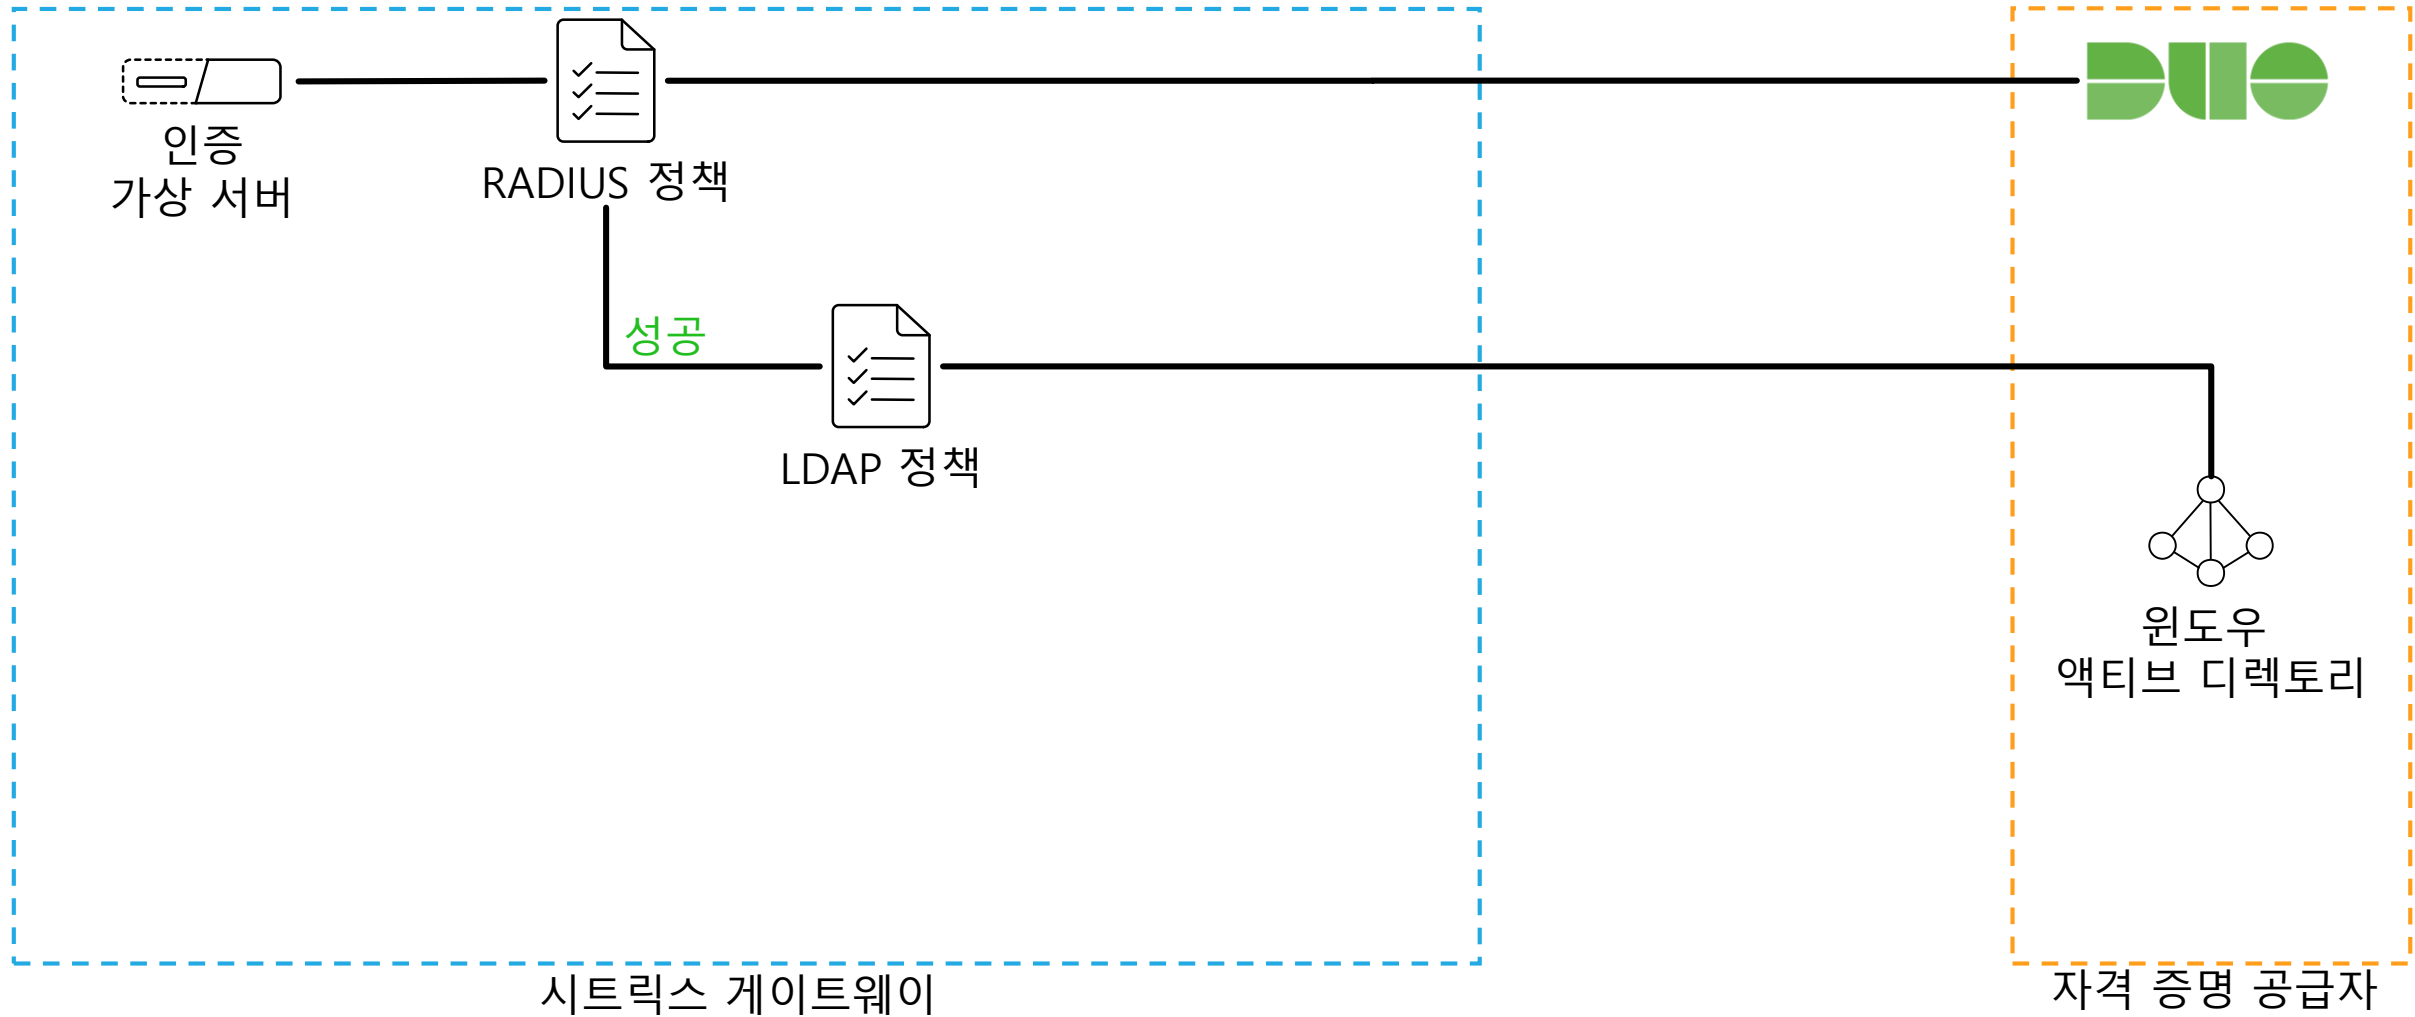 DUO
인증
가상 서버
RADIUS 정책
성공
LDAP 정책
윈도우
액티브 디렉토리
시트릭스 게이트웨이
자격 증명 공급자